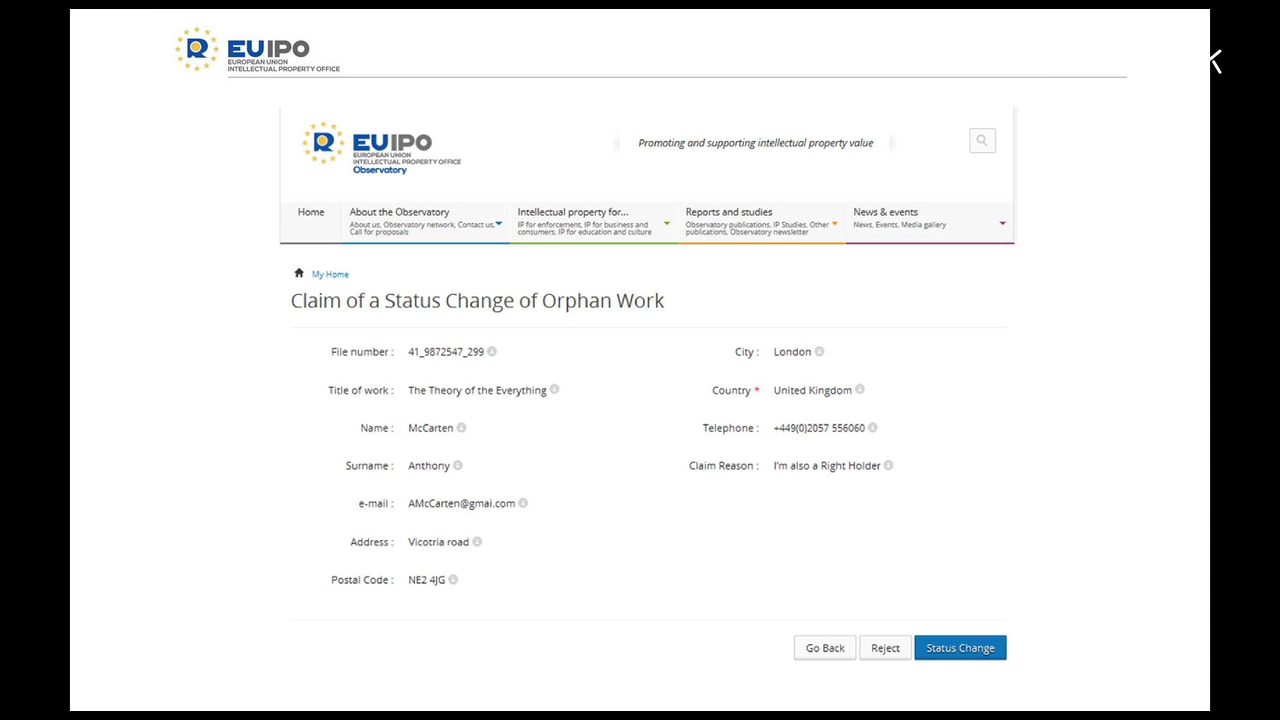 EUIPO
EUROPEAN UNION
INTELLECTUAL PROPERTY OFFICE
EUIPO
EUROPEAN UNION
INTELLECTUAL PROPERTY OFFICE
Observatory
Promoting and supporting intellectual property value
Home
About the Observatory
About us, Observatory network, Contact us,
Call for proposals
Intellectual property for...
IP for enforcement, IP for business and
consumers, IP for education and culture
Reports and studies
Observatory publications, IP Studies, Other
publications, Observatory newsletter
News & events
News, Events, Media gallery
My Home
Claim of a Status Change of Orphan Work
File number : 41_9872547_299
City : London
Title of work : The Theory of the Everything
Country * United Kingdom
Name : McCarten
Telephone : +449(0)2057 556060
Surname : Anthony
Claim Reason : I'm also a Right Holder
e-mail : AMcCarten@gmai.com
Address : Vicotria road
Postal Code : NE2 4JG
Go Back
Reject
Status Change